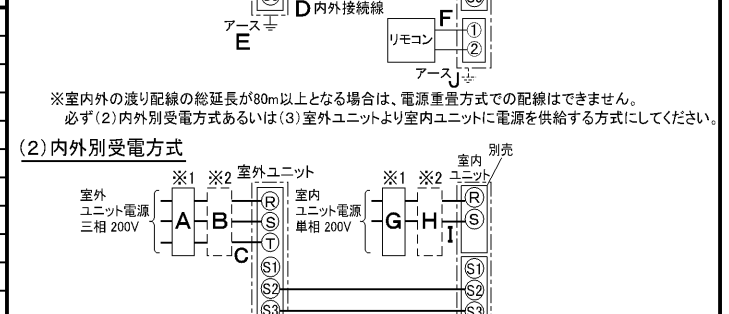 S3
D 内外接続線
アース
E
F
リモコン
①
②
アース J
※室内外の渡り配線の総延長が80m以上となる場合は、電源重畳方式での配線はできません。
必ず(2)内外別受電方式あるいは(3)室外ユニットより室内ユニットに電源を供給する方式にしてください。
(2)内外別受電方式
※1 ※2 室外ユニット
室外
ユニット電源
三相 200V
A B C
R
S
T
S1
S2
S3
※1 ※2
室内
ユニット
別売
室内
ユニット電源
単相 200V
G H I
R
S
S1
S2
S3